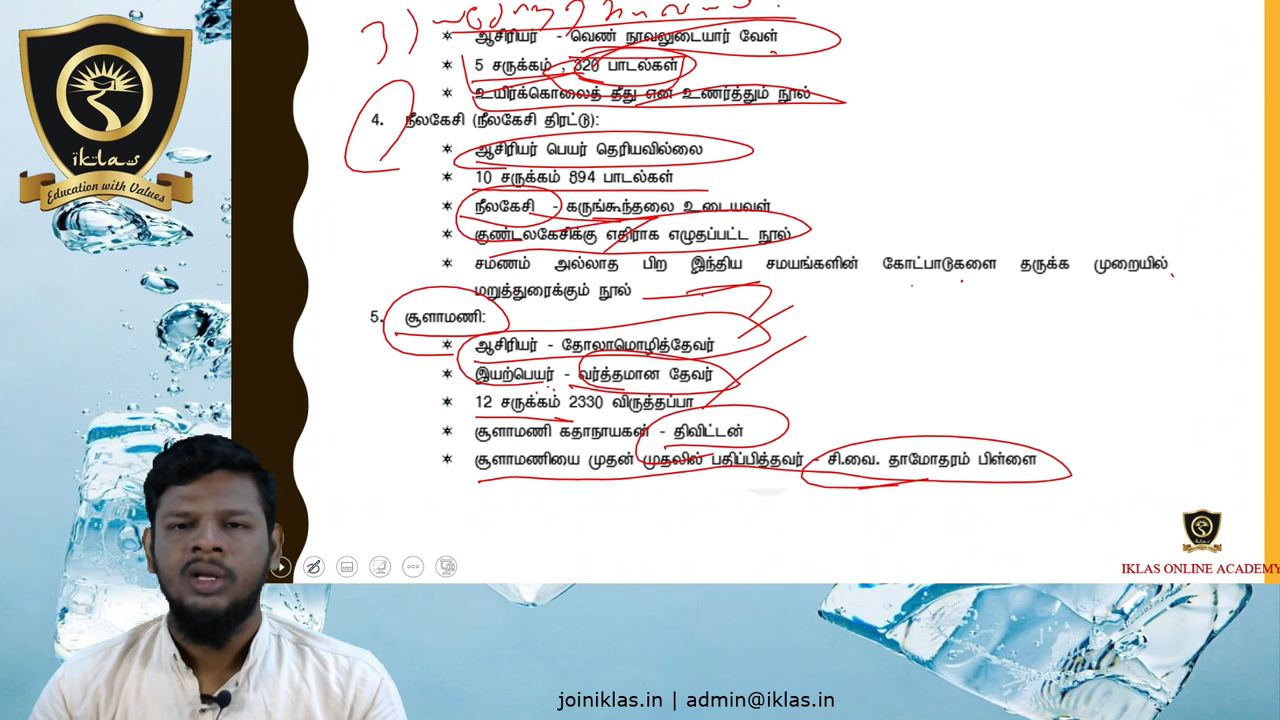 3)
✶ ஆசிரியர் - வெண் நாவலுடையார் வேள்
✶ 5 சருக்கம் , 320 பாடல்கள்
✶ உயிர்க்கொலைத் தீது என உணர்த்தும் நூல்
4. நீலகேசி (நீலகேசி திரட்டு):
✶ ஆசிரியர் பெயர் தெரியவில்லை
✶ 10 சருக்கம் 894 பாடல்கள்
✶ நீலகேசி - கருங்கூந்தலை உடையவள்
✶ குண்டலகேசிக்கு எதிராக எழுதப்பட்ட நூல்
✶ சமணம் அல்லாத பிற இந்திய சமயங்களின் கோட்பாடுகளை தருக்க முறையில்
மறுத்துரைக்கும் நூல்
5. சூளாமணி:
✶ ஆசிரியர் - தோலாமொழித்தேவர்
✶ இயற்பெயர் - வர்த்தமான தேவர்
✶ 12 சருக்கம் 2330 விருத்தப்பா
✶ சூளாமணி கதாநாயகன் - திவிட்டன்
✶ சூளாமணியை முதன் முதலில் பதிப்பித்தவர் - சி.வை. தாமோதரம் பிள்ளை
iklas
Education with Values
IKLAS ONLINE ACADEMY
joiniklas.in | admin@iklas.in